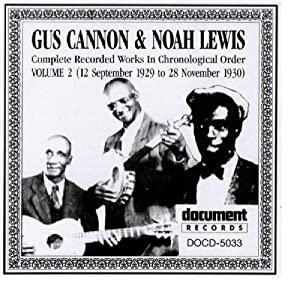 GUS CANNON & NOAH LEWIS
Complete Recorded Works In Chronological Order
VOLUME 2 (12 September 1929 to 28 November 1930)
document
RECORDS
DOCD-5033